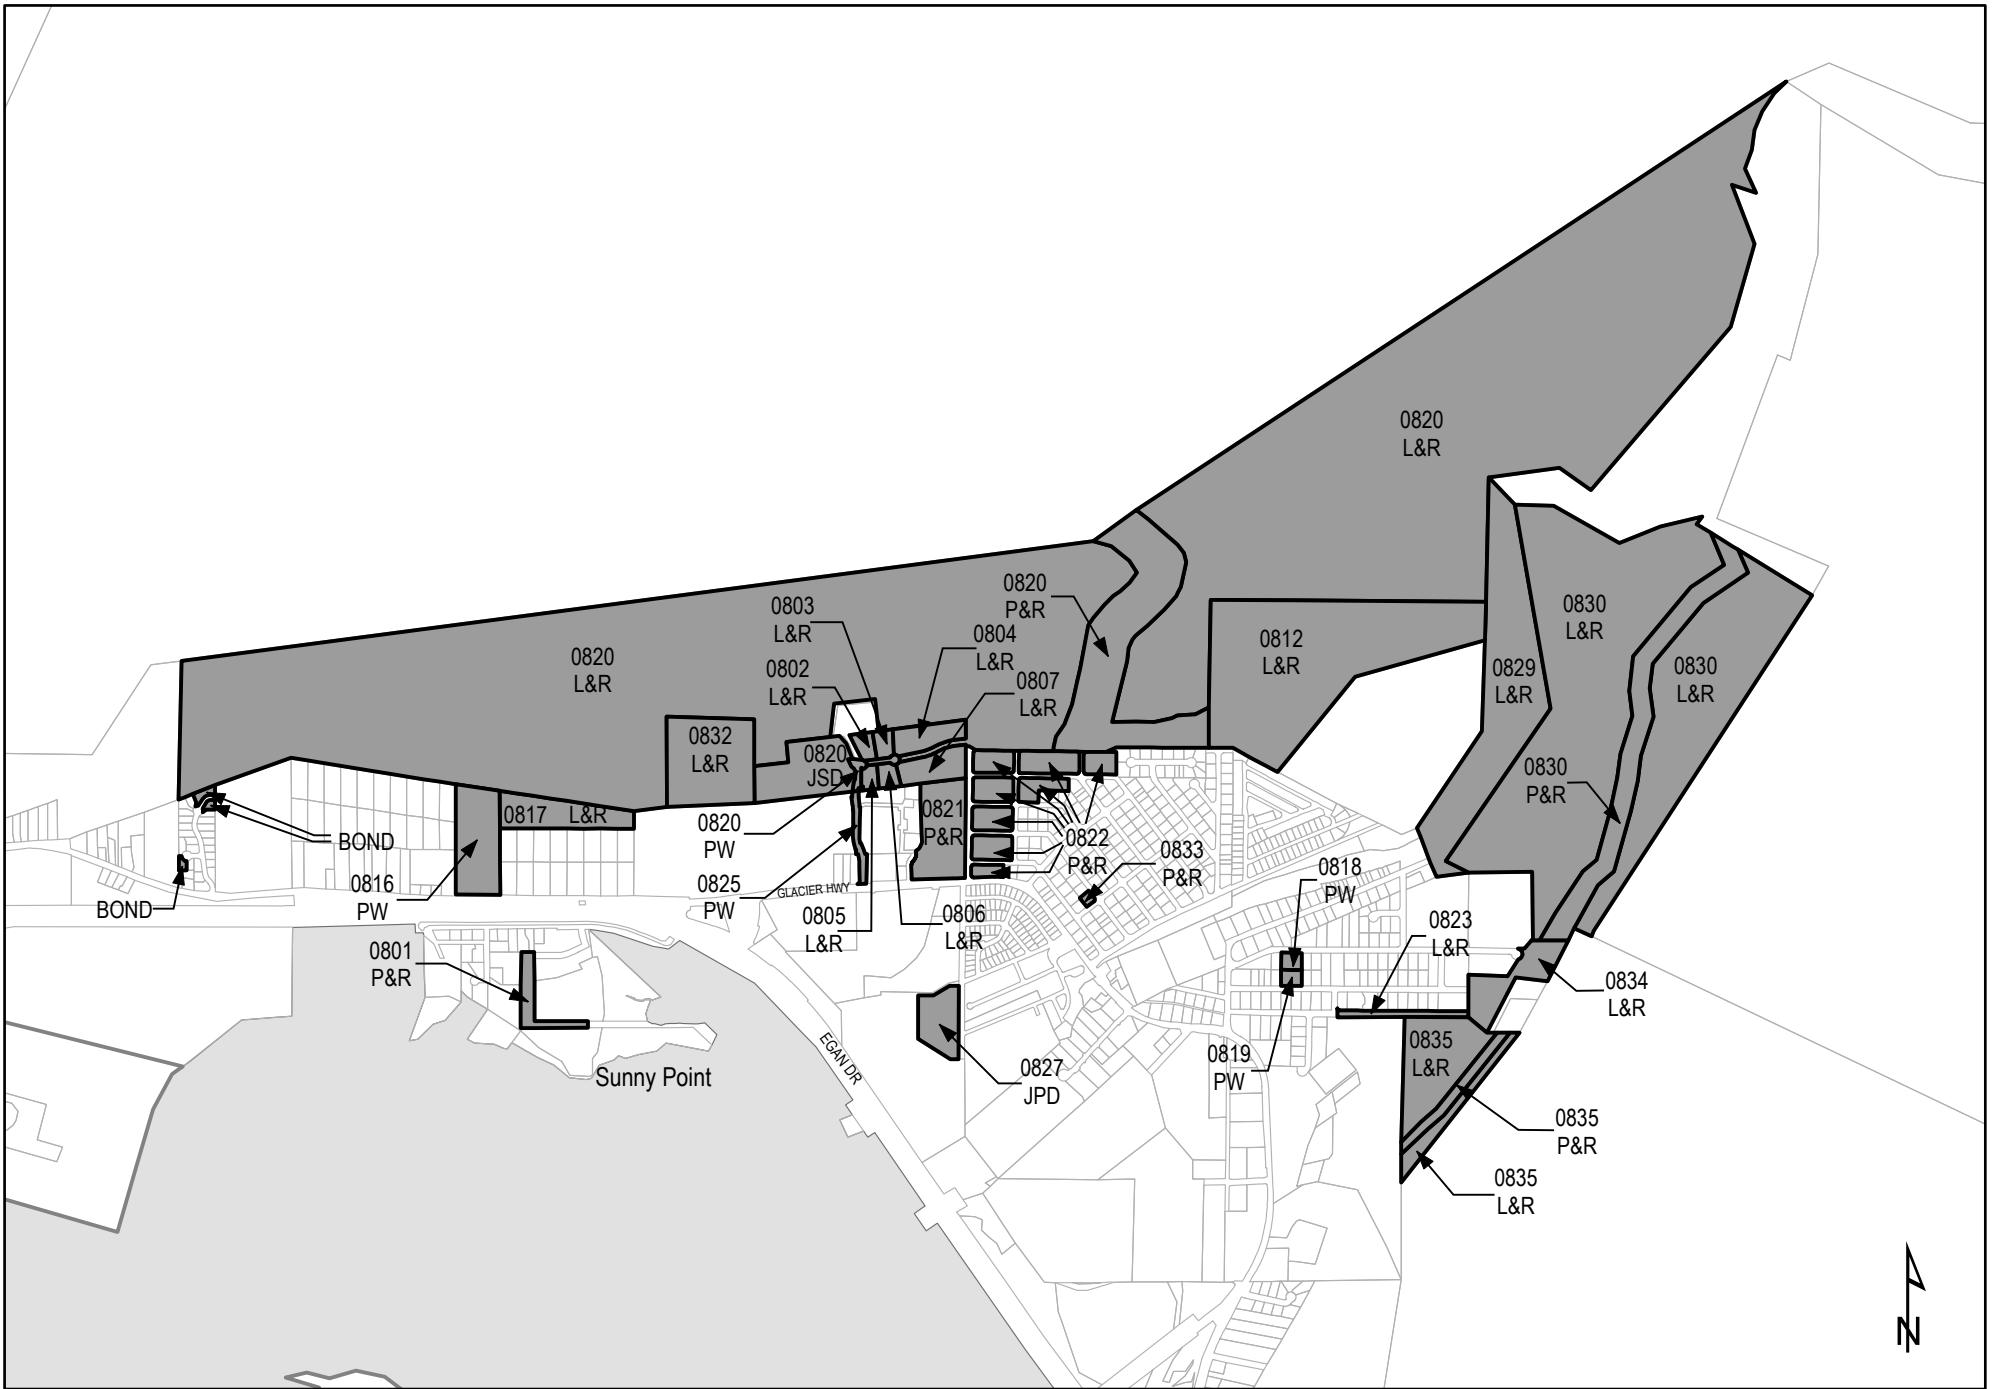 0820
L&R
0820
P&R
0803
L&R
0804
L&R
0830
L&R
0812
L&R
0820
L&R
0802
L&R
0807
L&R
0829
L&R
0830
L&R
0832
L&R
0820
JSD
0830
P&R
0817 L&R
0821
P&R
0820
PW
0822
P&R
BOND
0833
P&R
0818
PW
0816
PW
0825
PW
GLACIER HWY
BOND
0805
L&R
0806
L&R
0823
L&R
0801
P&R
0834
L&R
EGAN DR
0835
L&R
0819
PW
0827
JPD
Sunny Point
0835
P&R
0835
L&R
N